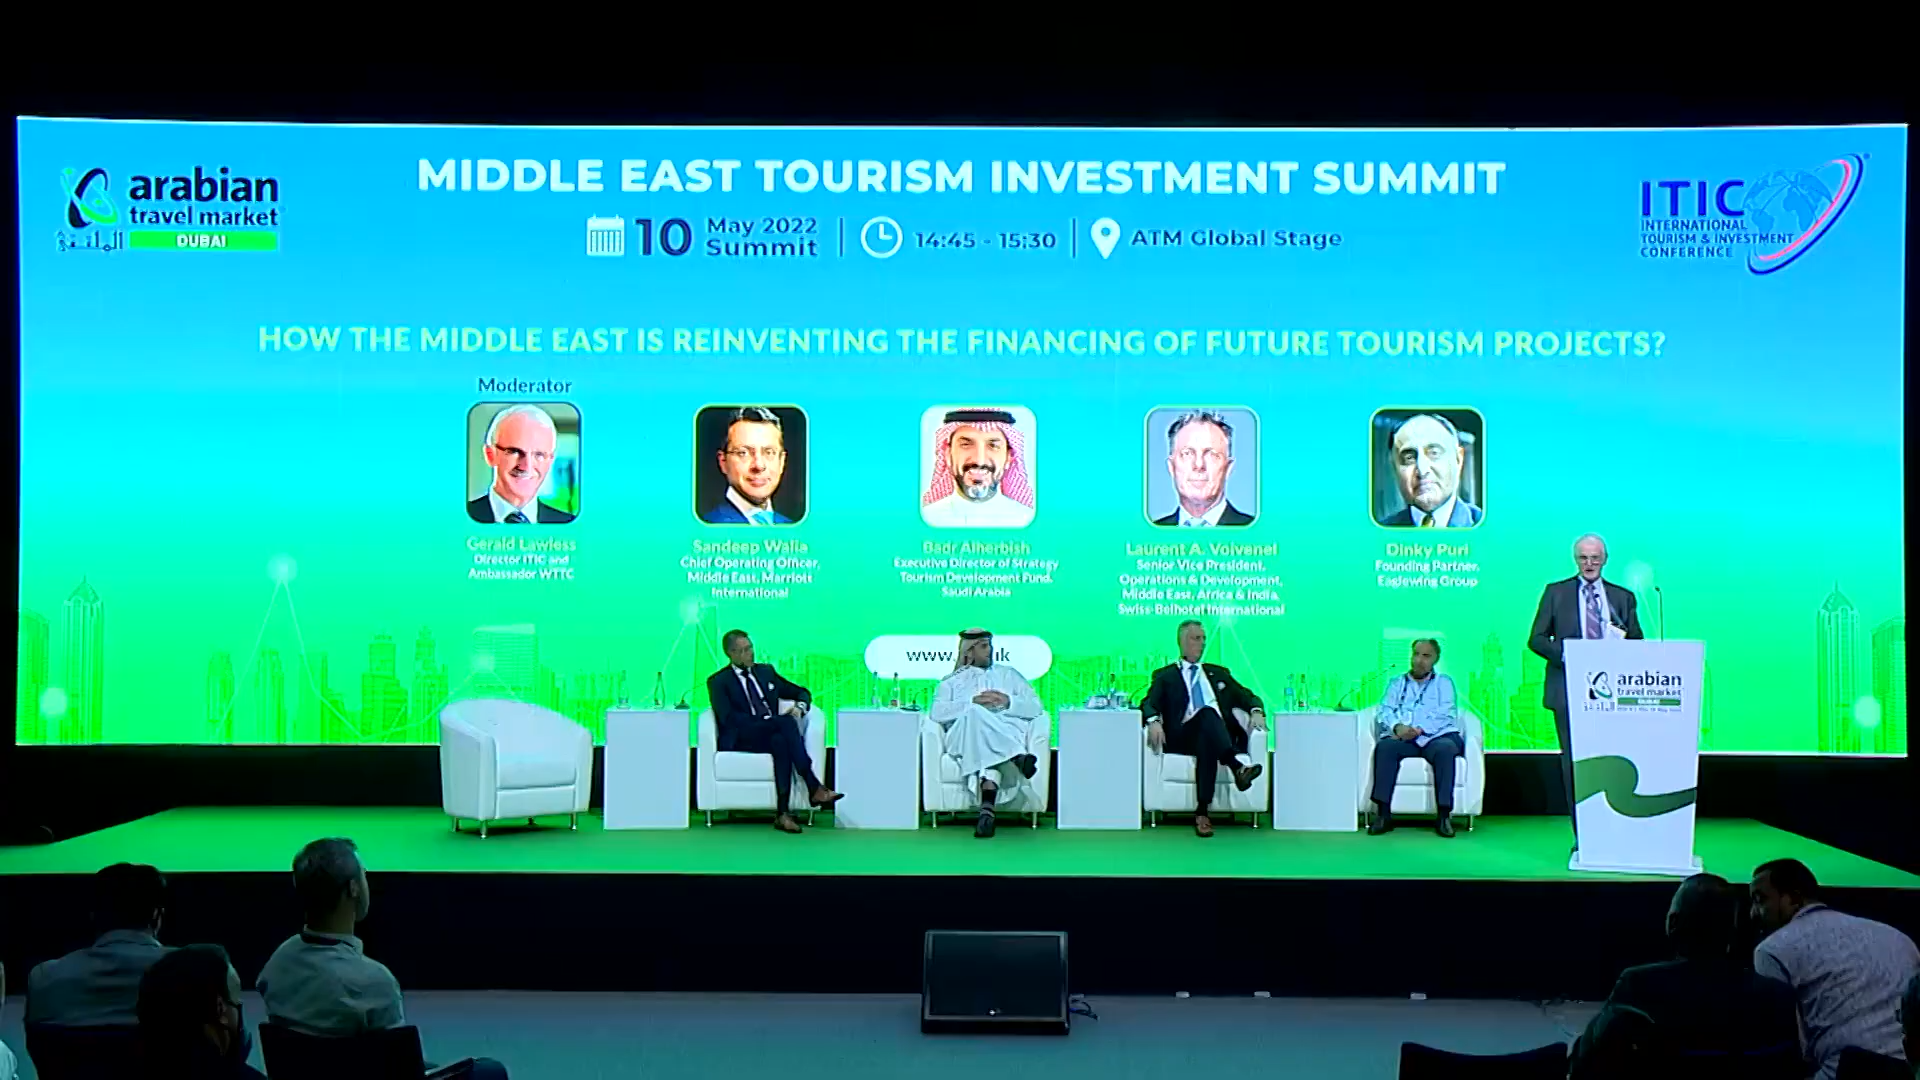 arabian
travel market
الملتقى
DUBAI
MIDDLE EAST TOURISM INVESTMENT SUMMIT
10 May 2022 Summit
14:45 - 15:30
ATM Global Stage
ITIC
INTERNATIONAL
TOURISM & INVESTMENT
CONFERENCE
HOW THE MIDDLE EAST IS REINVENTING THE FINANCING OF FUTURE TOURISM PROJECTS?
Moderator
Gerald Lawless
Director ITIC and
Ambassador WTTC
Sandeep Walia
Chief Operating Officer,
Middle East, Marriott
International
Badr Alherbish
Executive Director of Strategy
Tourism Development Fund,
Saudi Arabia
Laurent A. Voivenel
Senior Vice President,
Operations & Development,
Middle East, Africa & India,
Swiss-Belhotel International
Dinky Puri
Founding Partner,
Eaglewing Group
www.
uk
arabian
travel market
DUBAI